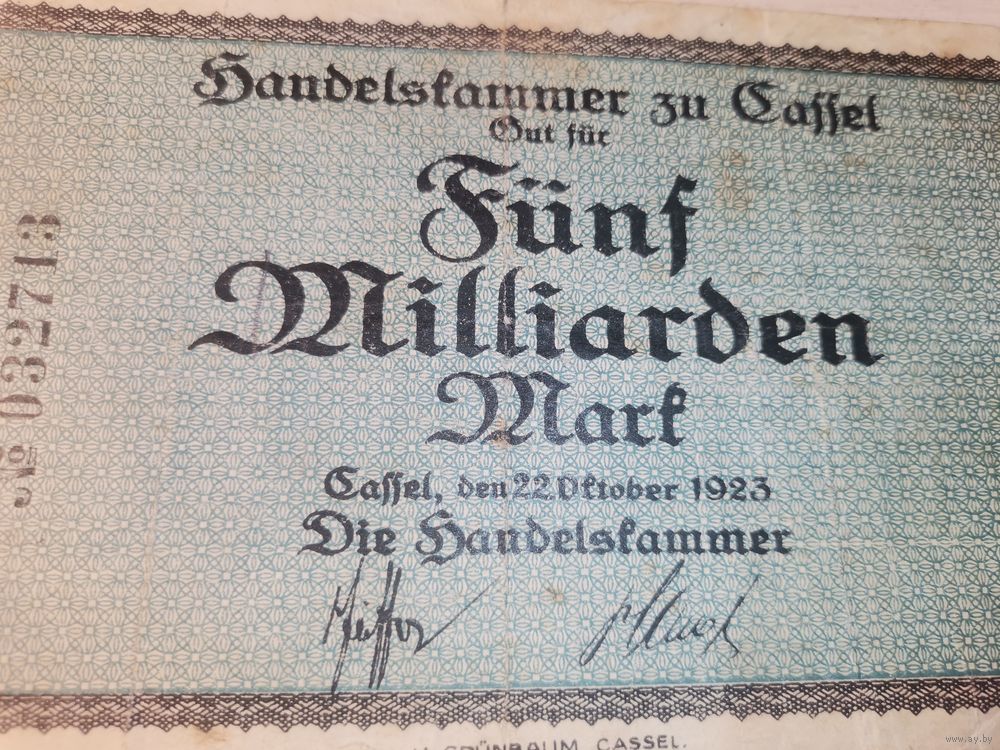 Handelskammer zu Cassel
Gut für
Fünf
Milliarden
Mark
Cassel, den 22. Oktober 1923
Die Handelskammer
№ 032713
GRÜNBAUM, CASSEL.
www.ay.by